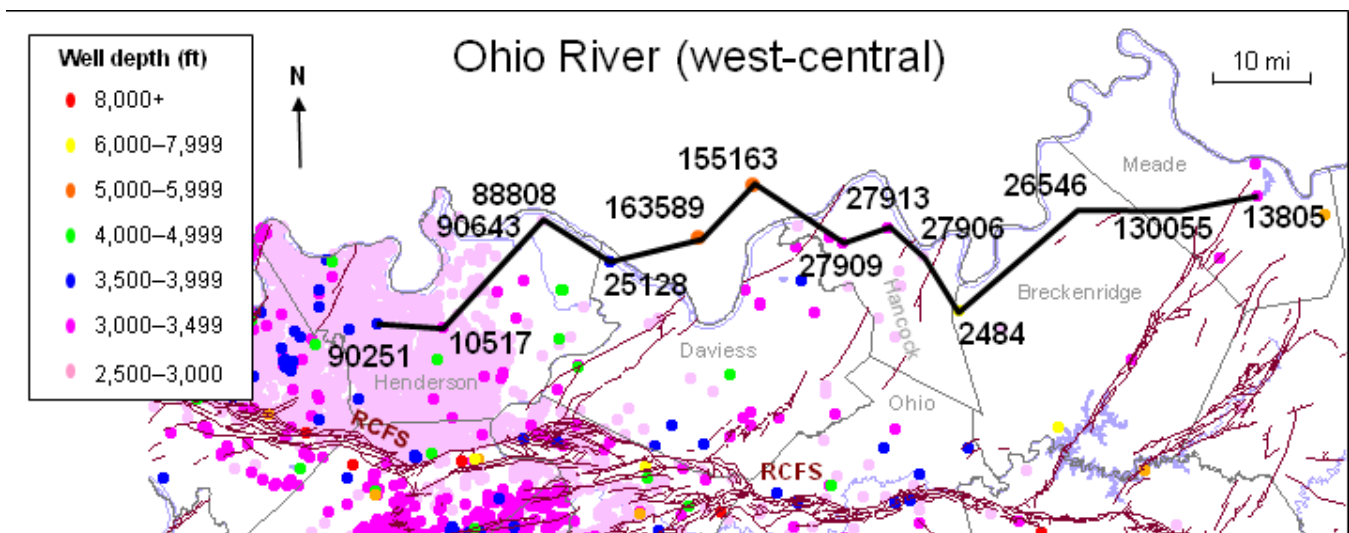 Well depth (ft)
8,000+
6,000–7,999
5,000–5,999
4,000–4,999
3,500–3,999
3,000–3,499
2,500–3,000
N
Ohio River (west-central)
10 mi
155163
Meade
88808
163589
27913
26546
90643
27906
130055
13805
25128
27909
Hancock
Breckenridge
90251
10517
2484
Daviess
Henderson
Ohio
RCFS
RCFS